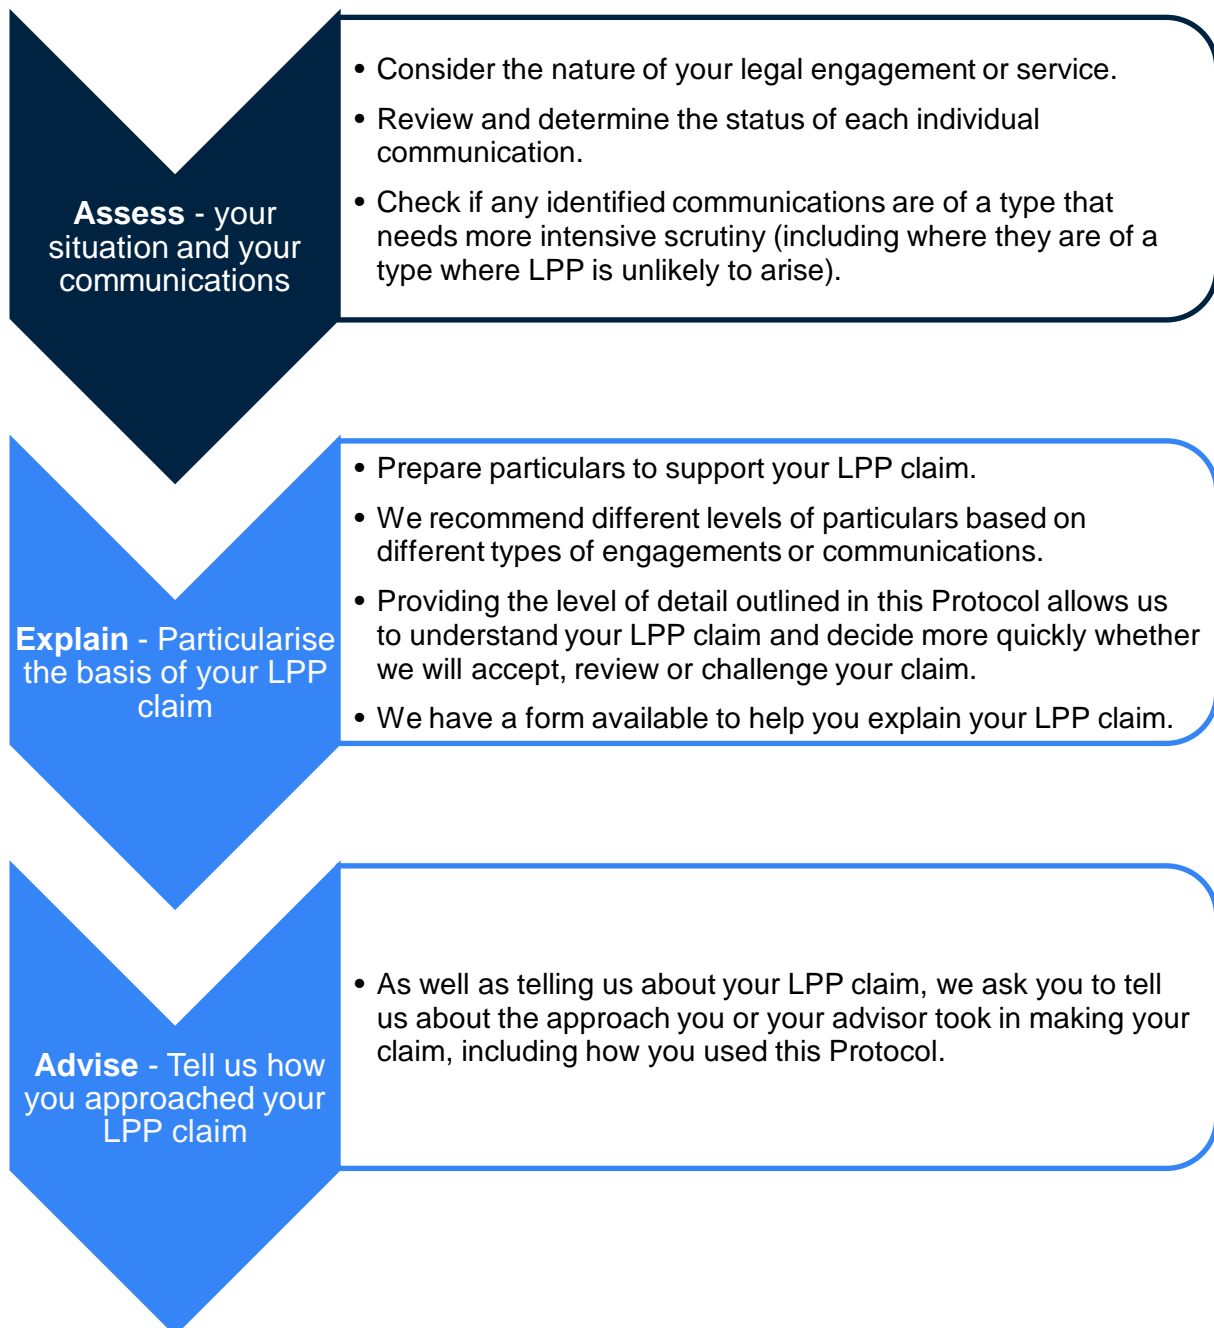 Assess - your
situation and your
communications
• Consider the nature of your legal engagement or service.
• Review and determine the status of each individual
communication.
• Check if any identified communications are of a type that
needs more intensive scrutiny (including where they are of a
type where LPP is unlikely to arise).
Explain - Particularise
the basis of your LPP
claim
• Prepare particulars to support your LPP claim.
• We recommend different levels of particulars based on
different types of engagements or communications.
• Providing the level of detail outlined in this Protocol allows us
to understand your LPP claim and decide more quickly whether
we will accept, review or challenge your claim.
• We have a form available to help you explain your LPP claim.
Advise - Tell us how
you approached your
LPP claim
• As well as telling us about your LPP claim, we ask you to tell
us about the approach you or your advisor took in making your
claim, including how you used this Protocol.